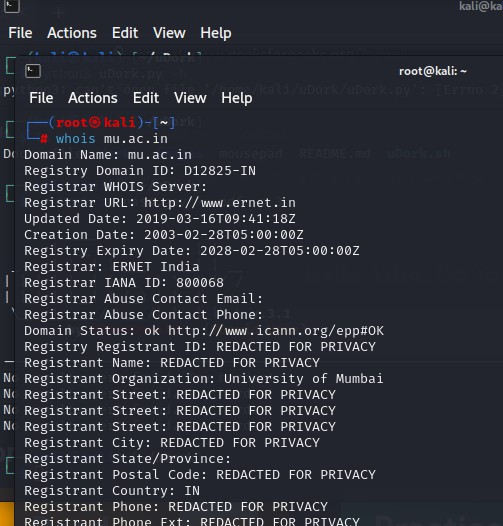 kali@ka
File Actions Edit View Help
root@kali: ~
File Actions Edit View Help
(root㉿kali)-[~]
# whois mu.ac.in
Domain Name: mu.ac.in
Registry Domain ID: D12825-IN
Registrar WHOIS Server:
Registrar URL: http://www.ernet.in
Updated Date: 2019-03-16T09:41:18Z
Creation Date: 2003-02-28T05:00:00Z
Registry Expiry Date: 2028-02-28T05:00:00Z
Registrar: ERNET India
Registrar IANA ID: 800068
Registrar Abuse Contact Email:
Registrar Abuse Contact Phone:
Domain Status: ok http://www.icann.org/epp#OK
Registry Registrant ID: REDACTED FOR PRIVACY
Registrant Name: REDACTED FOR PRIVACY
Registrant Organization: University of Mumbai
Registrant Street: REDACTED FOR PRIVACY
Registrant Street: REDACTED FOR PRIVACY
Registrant Street: REDACTED FOR PRIVACY
Registrant City: REDACTED FOR PRIVACY
Registrant State/Province:
Registrant Postal Code: REDACTED FOR PRIVACY
Registrant Country: IN
Registrant Phone: REDACTED FOR PRIVACY
Registrant Phone Ext: REDACTED FOR PRIVACY